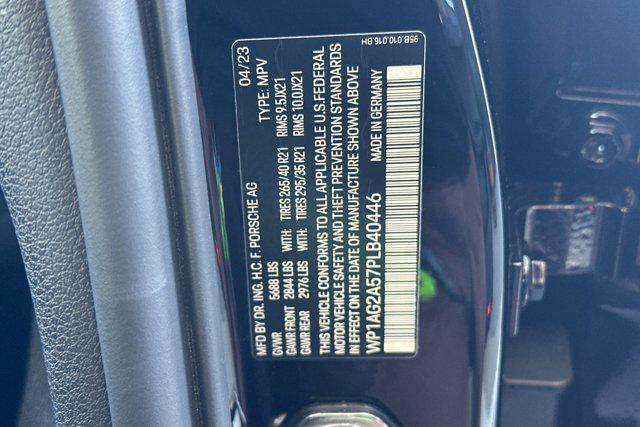 MFD BY DR. ING. H.C. F. PORSCHE AG 04/23
GVWR 5688 LBS TYPE: MPV
GAWR FRONT 2844 LBS WITH: TIRES 265/40 R21 RIMS 9.5JX21
GAWR REAR 2976 LBS WITH: TIRES 295/35 R21 RIMS 10.0JX21
THIS VEHICLE CONFORMS TO ALL APPLICABLE U.S. FEDERAL
MOTOR VEHICLE SAFETY AND THEFT PREVENTION STANDARDS
IN EFFECT ON THE DATE OF MANUFACTURE SHOWN ABOVE
WP1AG2A57PLB40446 MADE IN GERMANY
95B.010.016.BH